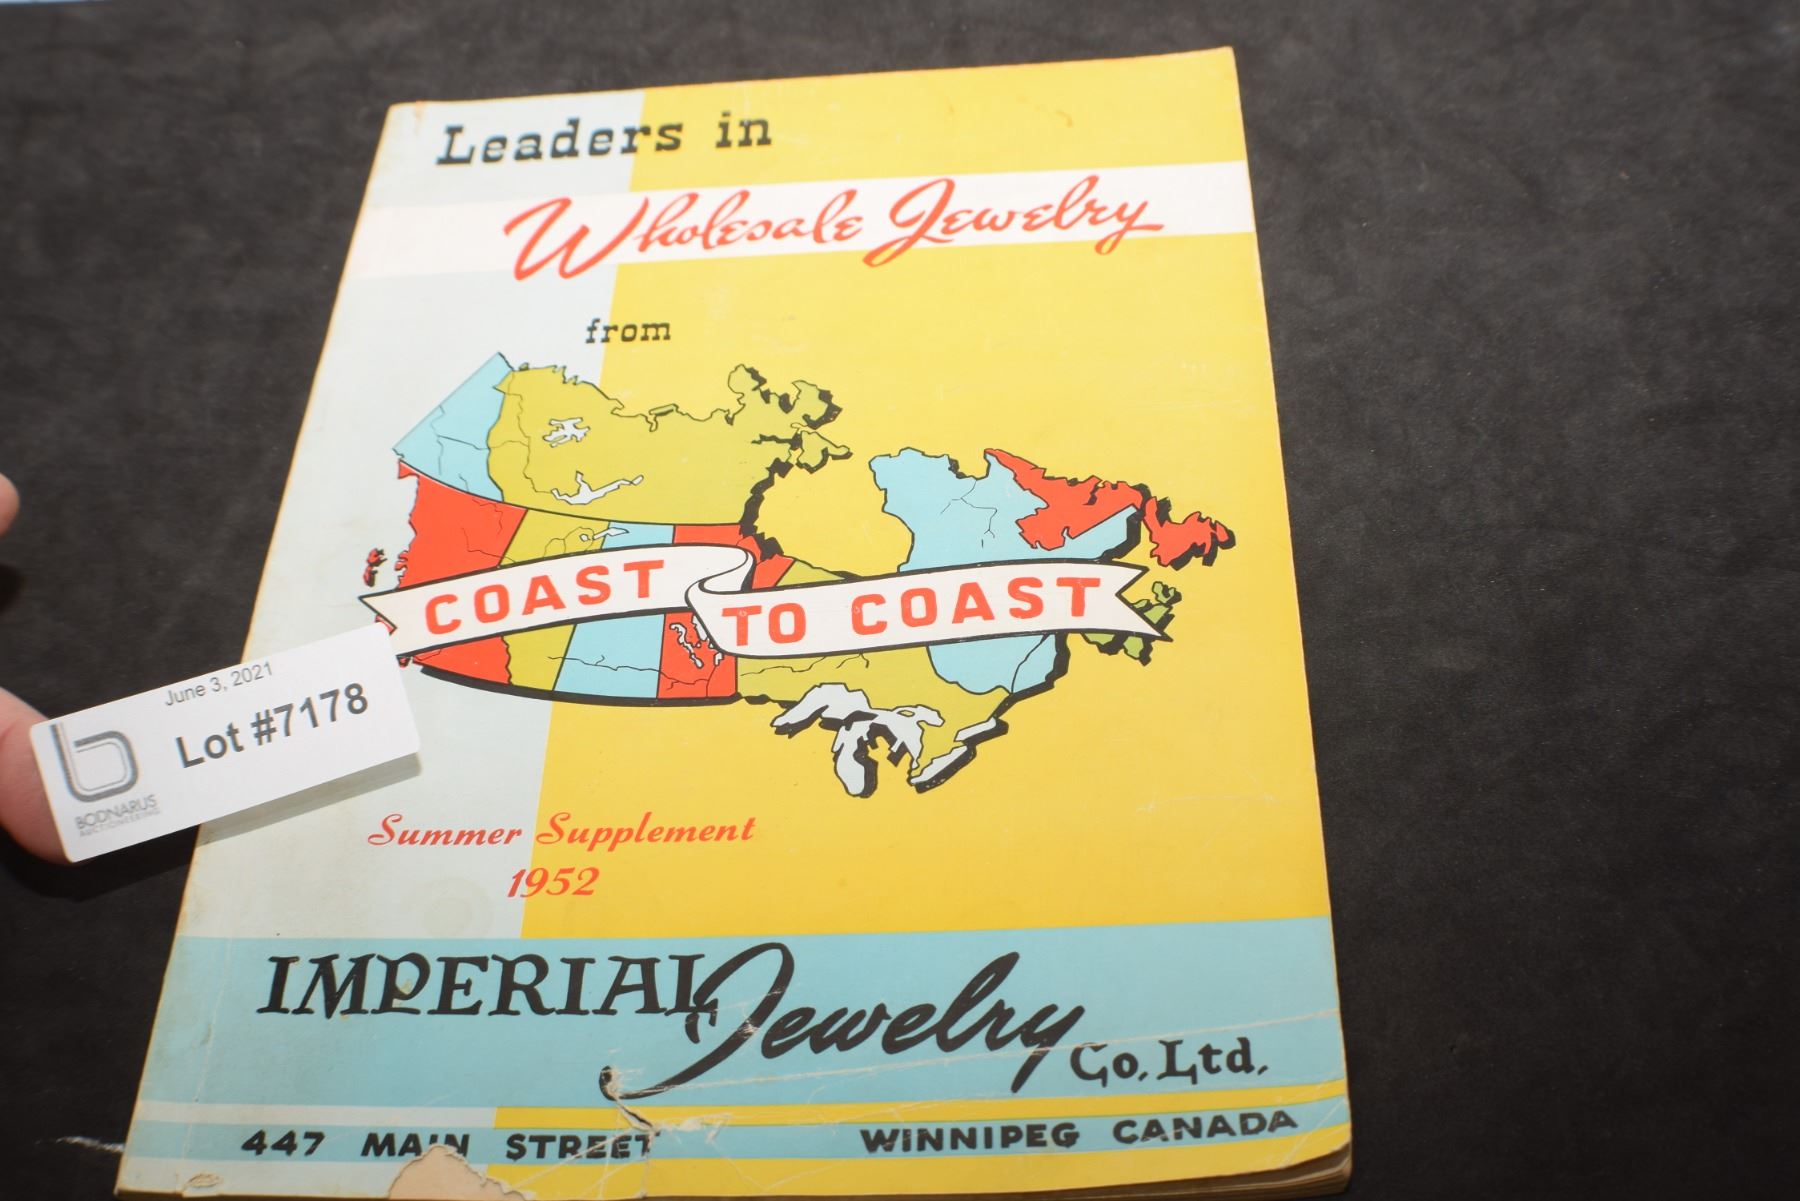 Leaders in
Wholesale Jewelry
from
COAST TO COAST
Summer Supplement
1952
IMPERIAL Jewelry Co. Ltd.
447 MAIN STREET WINNIPEG CANADA
June 3, 2021
Lot #7178
b
BODNARUS
AUCTIONEERING